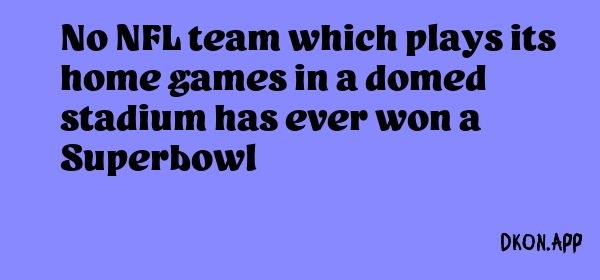 No NFL team which plays its
home games in a domed
stadium has ever won a
Superbowl
DKON.APP